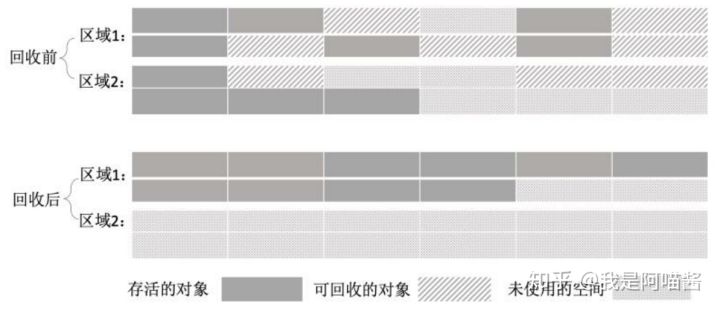 区域1:
回收前
区域2:
区域1:
回收后
区域2:
存活的对象 可回收的对象 未使用的空间
知乎 @我是阿喵酱